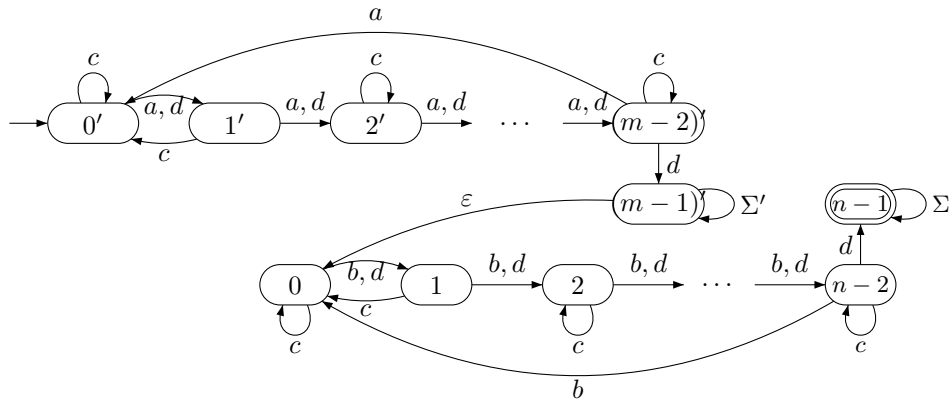 a
c c c
0′ a, d 1′ a, d 2′ a, d ··· a, d m − 2)′
c
d
ε (m − 1)′ Σ′ n − 1 Σ
d
0 b, d 1 b, d 2 b, d ··· b, d n − 2
c
c c c
b